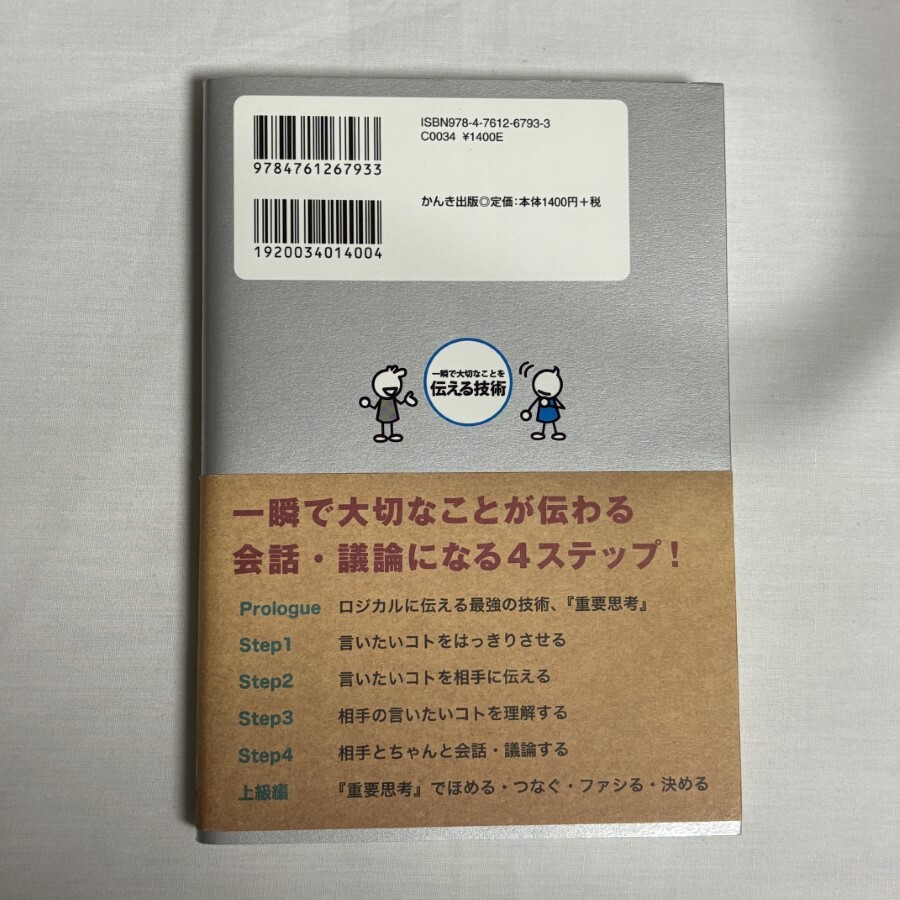 ISBN978-4-7612-6793-3
C0034 ¥1400E
9784761267933
かんき出版◎定価：本体1400円＋税
1920034014004
一瞬で大切なことを
伝える技術
一瞬で大切なことが伝わる
会話・議論になる4ステップ！
Prologue ロジカルに伝える最強の技術、『重要思考』
Step1 言いたいコトをはっきりさせる
Step2 言いたいコトを相手に伝える
Step3 相手の言いたいコトを理解する
Step4 相手とちゃんと会話・議論する
上級編 『重要思考』でほめる・つなぐ・ファシる・決める